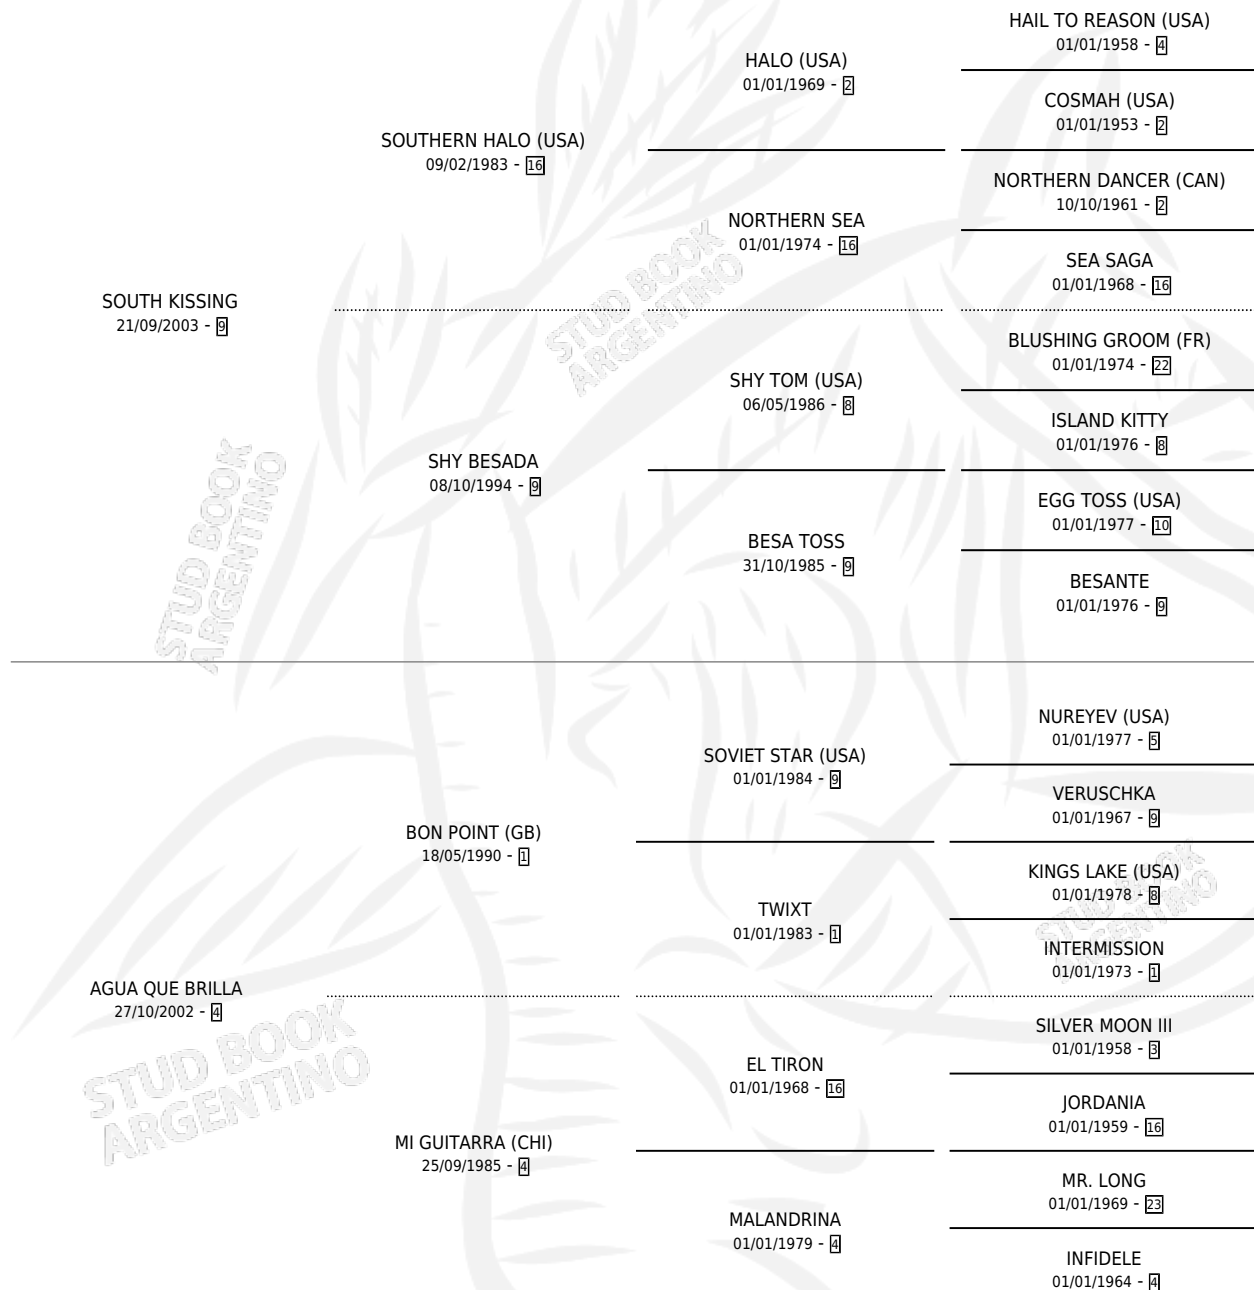 HAIL TO REASON (USA)
01/01/1958 - 4
HALO (USA)
01/01/1969 - 2
COSMAH (USA)
01/01/1953 - 2
SOUTHERN HALO (USA)
09/02/1983 - 16
NORTHERN DANCER (CAN)
10/10/1961 - 2
NORTHERN SEA
01/01/1974 - 16
SEA SAGA
01/01/1968 - 16
SOUTH KISSING
21/09/2003 - 9
STUD BOOK
ARGENTINO
BLUSHING GROOM (FR)
01/01/1974 - 22
SHY TOM (USA)
06/05/1986 - 8
ISLAND KITTY
01/01/1976 - 8
SHY BESADA
08/10/1994 - 9
EGG TOSS (USA)
01/01/1977 - 10
BESA TOSS
31/10/1985 - 9
BESANTE
01/01/1976 - 9
STUD BOOK
ARGENTINO
NUREYEV (USA)
01/01/1977 - 5
SOVIET STAR (USA)
01/01/1984 - 9
VERUSCHKA
01/01/1967 - 9
BON POINT (GB)
18/05/1990 - 1
KINGS LAKE (USA)
01/01/1978 - 8
TWIXT
01/01/1983 - 1
STUD BOOK
ARGENTINO
INTERMISSION
01/01/1973 - 1
AGUA QUE BRILLA
27/10/2002 - 4
STUD BOOK
ARGENTINO
SILVER MOON III
01/01/1958 - 3
EL TIRON
01/01/1968 - 16
JORDANIA
01/01/1959 - 16
MI GUITARRA (CHI)
25/09/1985 - 4
MR. LONG
01/01/1969 - 23
MALANDRINA
01/01/1979 - 4
INFIDELE
01/01/1964 - 4